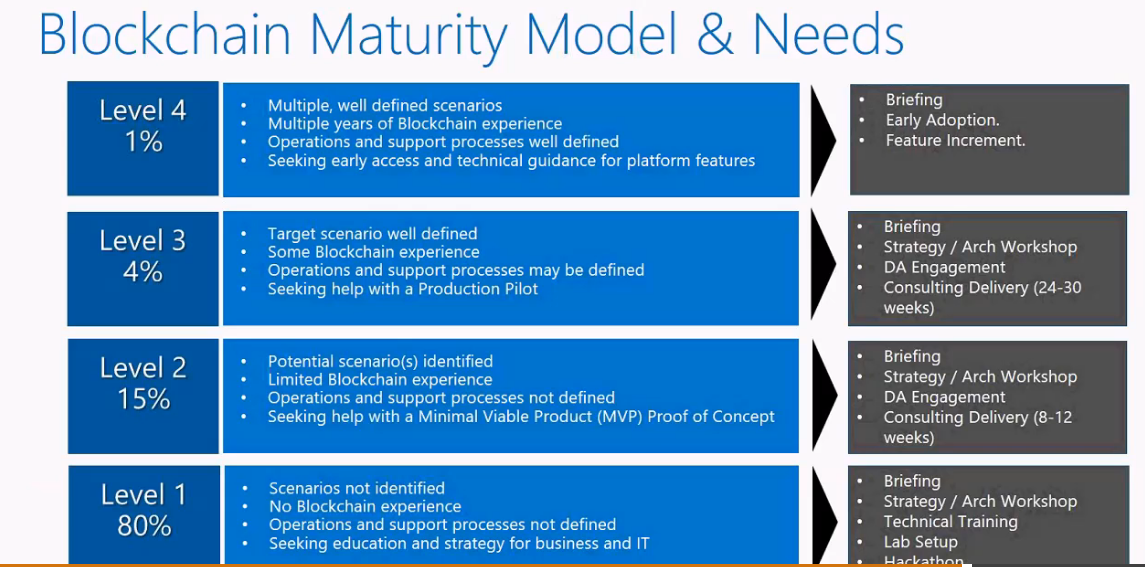 Blockchain Maturity Model & Needs
Level 4
1%
• Multiple, well defined scenarios
• Multiple years of Blockchain experience
• Operations and support processes well defined
• Seeking early access and technical guidance for platform features
• Briefing
• Early Adoption.
• Feature Increment.
Level 3
4%
• Target scenario well defined
• Some Blockchain experience
• Operations and support processes may be defined
• Seeking help with a Production Pilot
• Briefing
• Strategy / Arch Workshop
• DA Engagement
• Consulting Delivery (24-30
weeks)
Level 2
15%
• Potential scenario(s) identified
• Limited Blockchain experience
• Operations and support processes not defined
• Seeking help with a Minimal Viable Product (MVP) Proof of Concept
• Briefing
• Strategy / Arch Workshop
• DA Engagement
• Consulting Delivery (8-12
weeks)
Level 1
80%
• Scenarios not identified
• No Blockchain experience
• Operations and support processes not defined
• Seeking education and strategy for business and IT
• Briefing
• Strategy / Arch Workshop
• Technical Training
• Lab Setup
• Hackathon